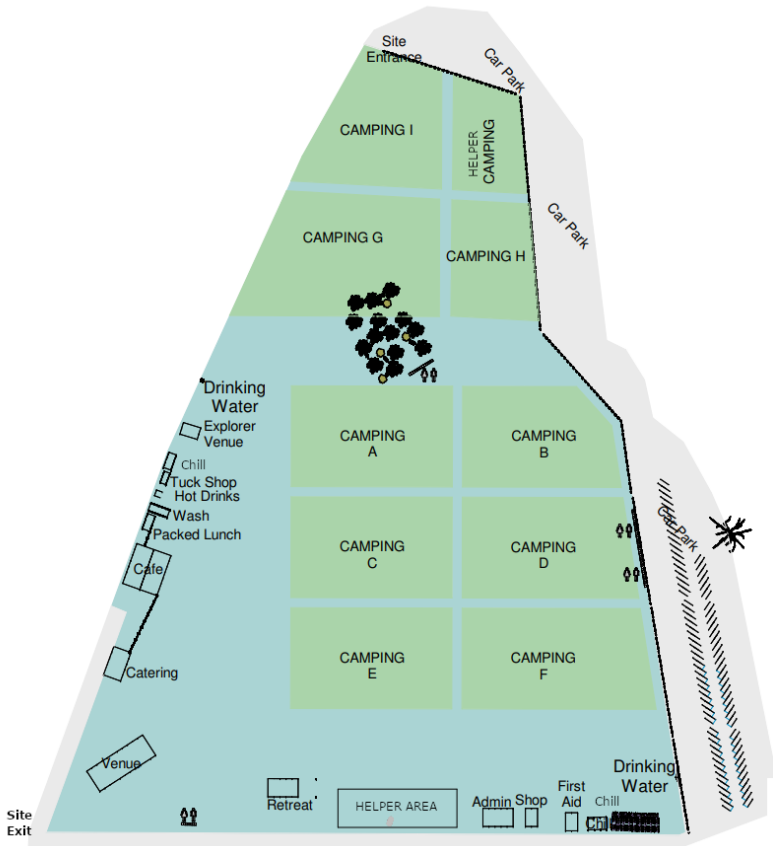 Site
Entrance
Car Park
CAMPING I
HELPER
CAMPING
Car Park
CAMPING G
CAMPING H
Drinking
Water
Explorer
Venue
Chill
Tuck Shop
Hot Drinks
Wash
Packed Lunch
Cafe
Catering
CAMPING
A
CAMPING
B
CAMPING
C
CAMPING
D
CAMPING
E
CAMPING
F
Car Park
Venue
Retreat
HELPER AREA
Admin
Shop
First
Aid
Chill
Chill
Drinking
Water
Site
Exit